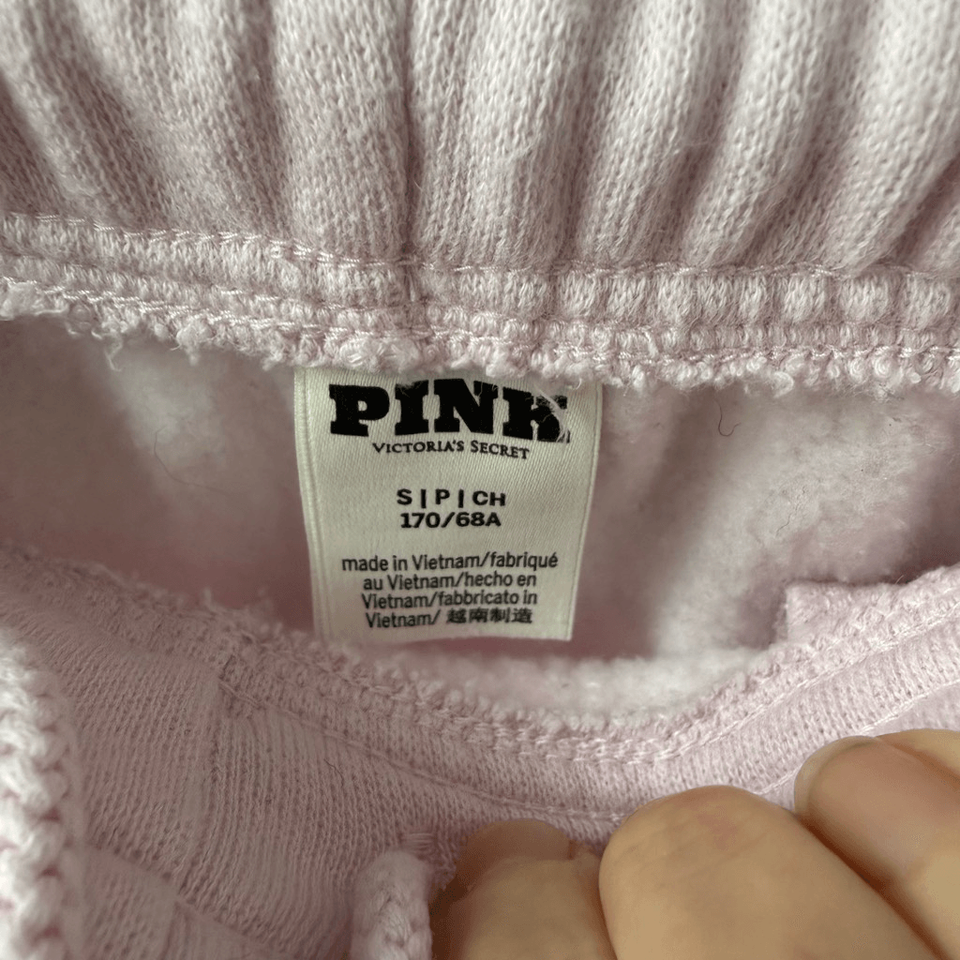 PINK
VICTORIA'S SECRET
S | P | CH
170/68A
made in Vietnam/fabriqué
au Vietnam/hecho en
Vietnam/fabbricato in
Vietnam/ 越南制造